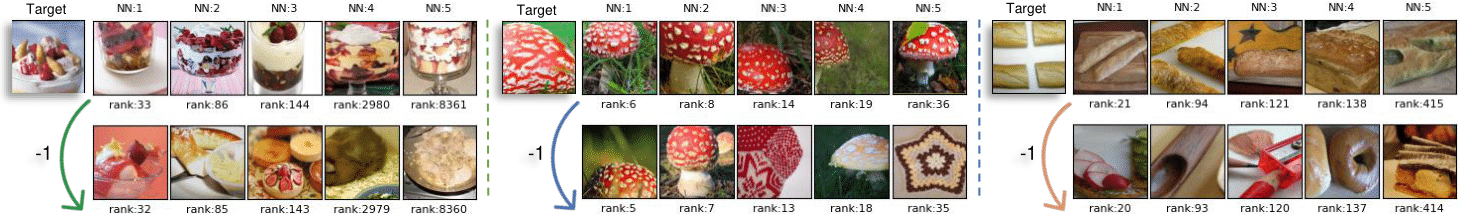 Target NN:1 NN:2 NN:3 NN:4 NN:5
rank:33 rank:86 rank:144 rank:2980 rank:8361
-1
rank:32 rank:85 rank:143 rank:2979 rank:8360
Target NN:1 NN:2 NN:3 NN:4 NN:5
rank:6 rank:8 rank:14 rank:19 rank:36
-1
rank:5 rank:7 rank:13 rank:18 rank:35
Target NN:1 NN:2 NN:3 NN:4 NN:5
rank:21 rank:94 rank:121 rank:138 rank:415
-1
rank:20 rank:93 rank:120 rank:137 rank:414